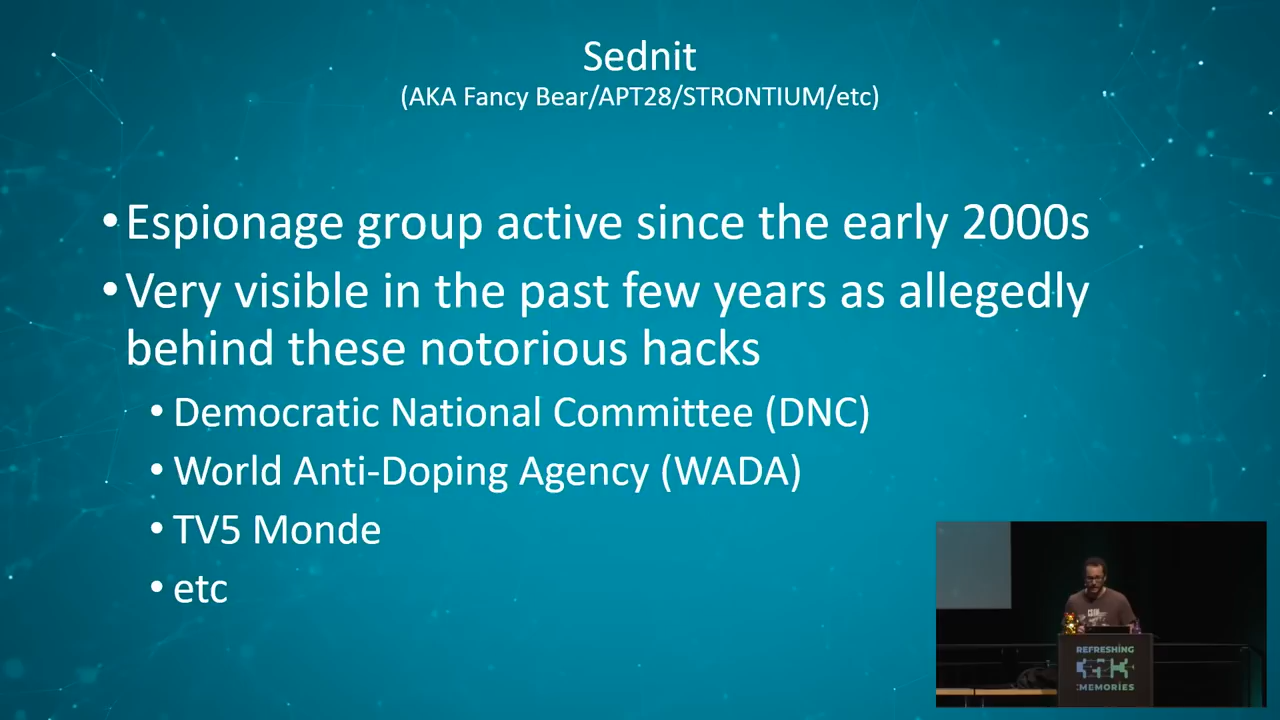 Sednit
(AKA Fancy Bear/APT28/STRONTIUM/etc)
•Espionage group active since the early 2000s
•Very visible in the past few years as allegedly
behind these notorious hacks
• Democratic National Committee (DNC)
• World Anti-Doping Agency (WADA)
• TV5 Monde
• etc
REFRESHING
MEMORIES